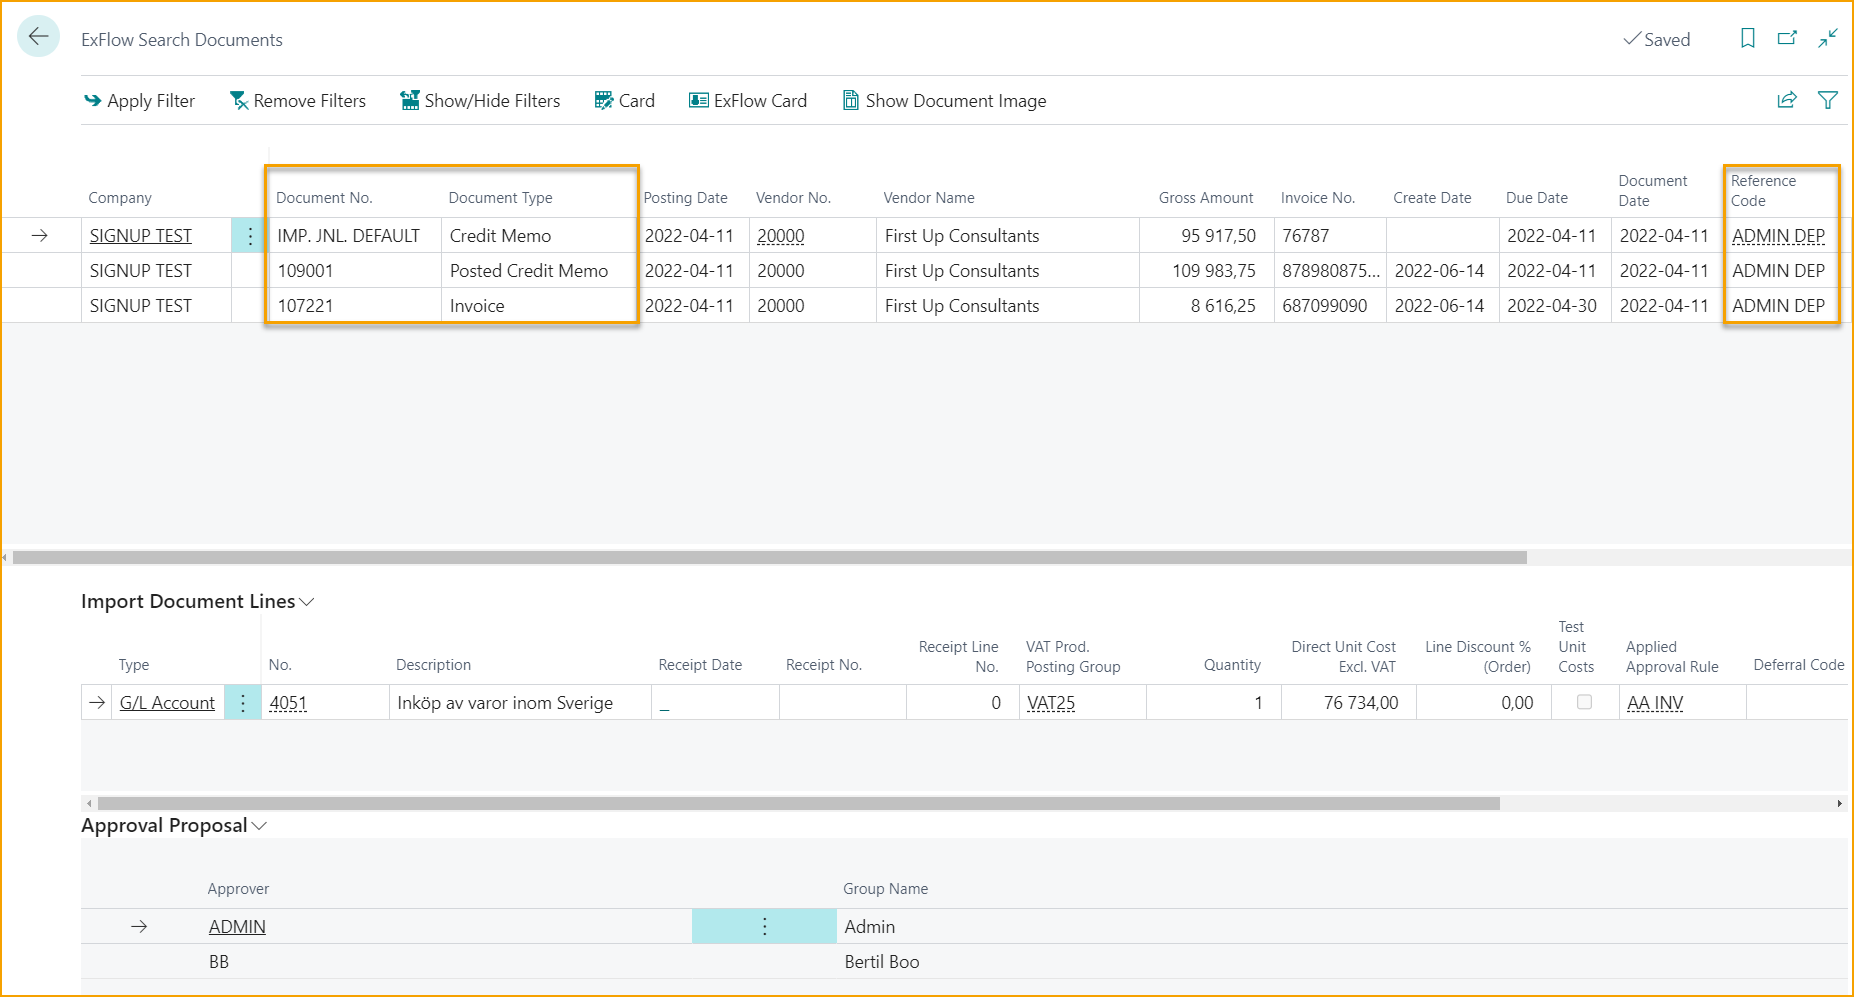 ExFlow Search Documents
Saved
Apply Filter Remove Filters Show/Hide Filters Card ExFlow Card Show Document Image
Company Document No. Document Type Posting Date Vendor No. Vendor Name Gross Amount Invoice No. Create Date Due Date Document Date Reference Code
SIGNUP TEST IMP. JNL. DEFAULT Credit Memo 2022-04-11 20000 First Up Consultants 95 917,50 76787 2022-04-11 2022-04-11 ADMIN DEP
SIGNUP TEST 109001 Posted Credit Memo 2022-04-11 20000 First Up Consultants 109 983,75 878980875... 2022-06-14 2022-04-11 2022-04-11 ADMIN DEP
SIGNUP TEST 107221 Invoice 2022-04-11 20000 First Up Consultants 8 616,25 687099090 2022-06-14 2022-04-30 2022-04-11 ADMIN DEP
Import Document Lines
Type No. Description Receipt Date Receipt No. Receipt Line No. VAT Prod. Posting Group Quantity Direct Unit Cost Excl. VAT Line Discount % (Order) Test Unit Costs Applied Approval Rule Deferral Code
G/L Account 4051 Inköp av varor inom Sverige _ 0 VAT25 1 76 734,00 0,00 AA INV
Approval Proposal
Approver Group Name
ADMIN Admin
BB Bertil Boo